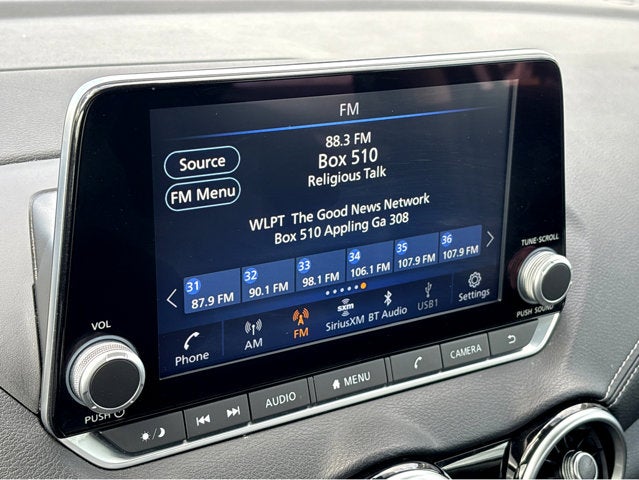 FM
88.3 FM
Source
Box 510
Religious Talk
FM Menu
WLPT The Good News Network
Box 510 Appling Ga 308
31 32 33 34 35 36
87.9 FM 90.1 FM 98.1 FM 106.1 FM 107.9 FM 107.9 FM
Phone AM FM sxm SiriusXM BT Audio USB1 Settings
TUNE·SCROLL
PUSH SOUND
VOL
PUSH
AUDIO MENU CAMERA